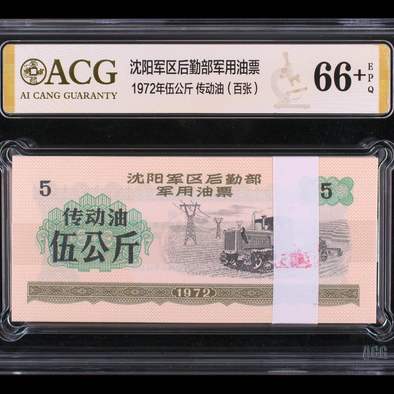 ACG
AI CANG GUARANTY
沈阳军区后勤部军用油票
1972年伍公斤 传动油（百张）
66+
EPQ
5
沈阳军区后勤部
军用油票
5
传动油
伍公斤
1972
ACG